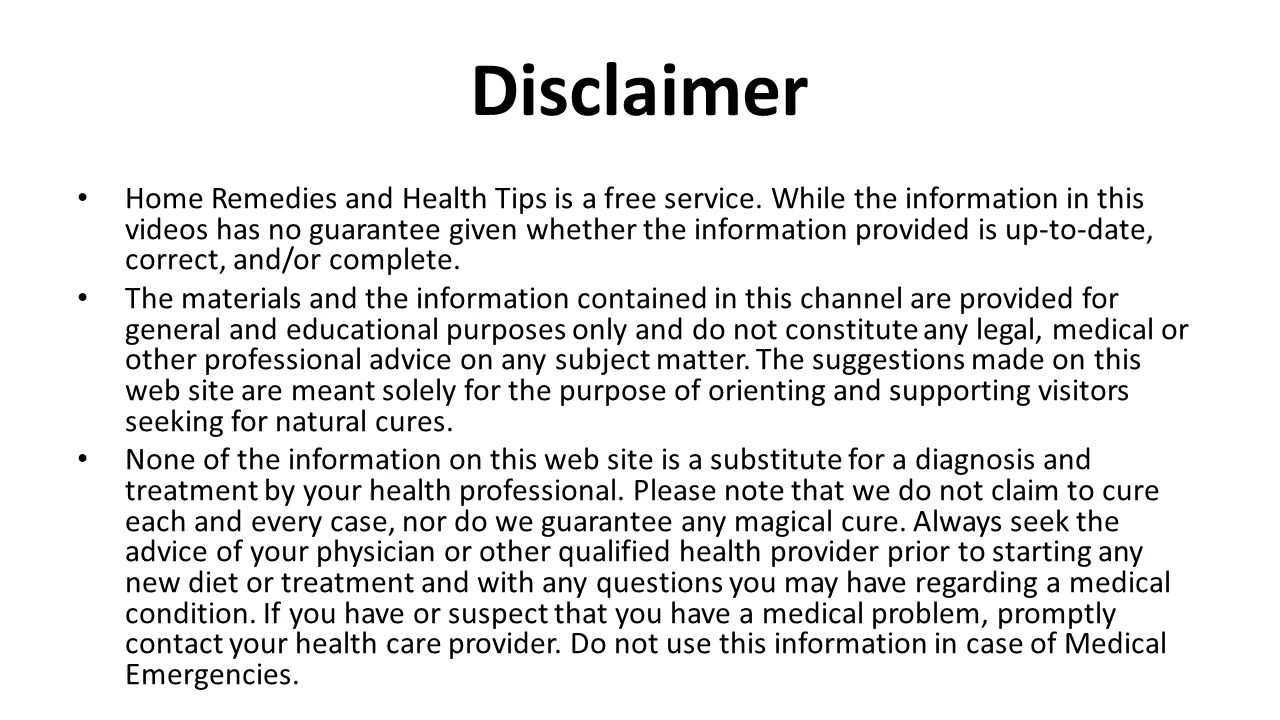 Disclaimer
• Home Remedies and Health Tips is a free service. While the information in this
videos has no guarantee given whether the information provided is up-to-date,
correct, and/or complete.
• The materials and the information contained in this channel are provided for
general and educational purposes only and do not constitute any legal, medical or
other professional advice on any subject matter. The suggestions made on this
web site are meant solely for the purpose of orienting and supporting visitors
seeking for natural cures.
• None of the information on this web site is a substitute for a diagnosis and
treatment by your health professional. Please note that we do not claim to cure
each and every case, nor do we guarantee any magical cure. Always seek the
advice of your physician or other qualified health provider prior to starting any
new diet or treatment and with any questions you may have regarding a medical
condition. If you have or suspect that you have a medical problem, promptly
contact your health care provider. Do not use this information in case of Medical
Emergencies.